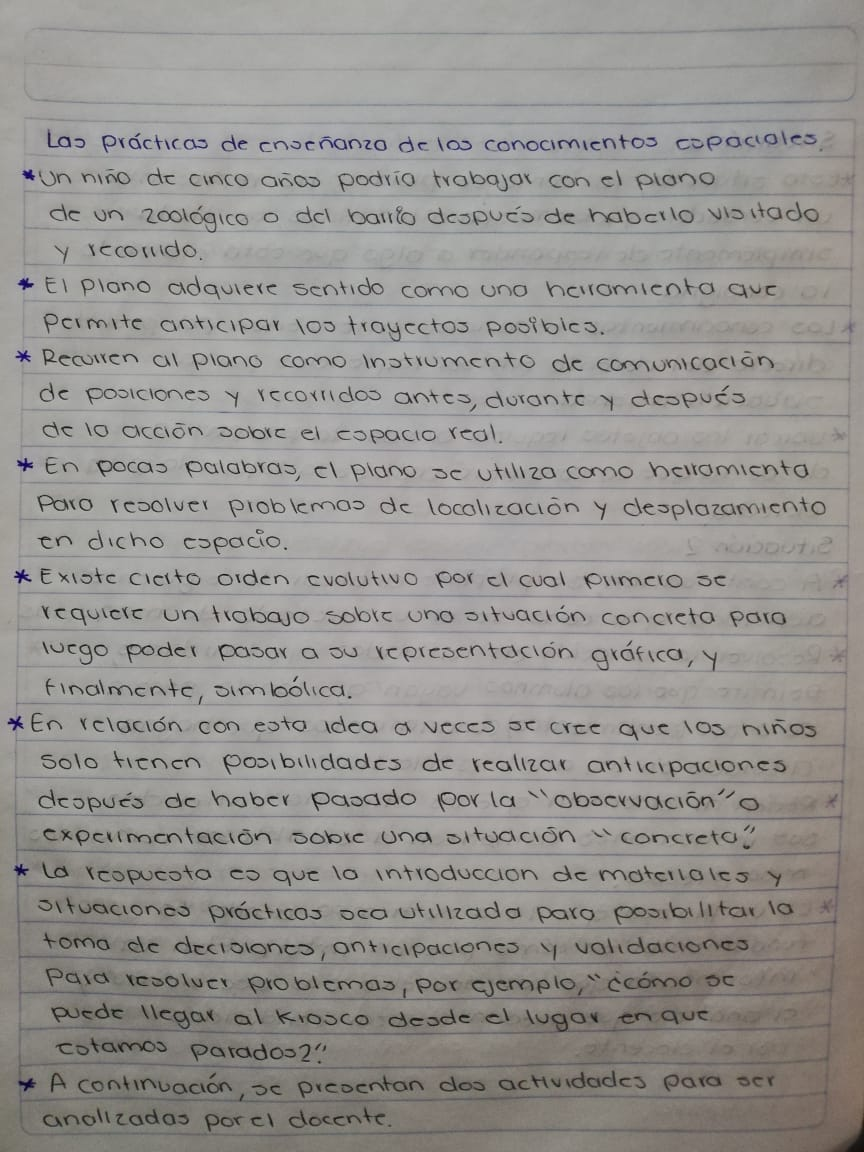 Las prácticas de enseñanza de los conocimientos espaciales.
*Un niño de cinco años podría trabajar con el plano
de un zoológico o del barrio después de haberlo visitado
y recorrido.
* El plano adquiere sentido como una herramienta que
permite anticipar los trayectos posibles.
* Recurren al plano como instrumento de comunicación
de posiciones y recorridos antes, durante y después
de la acción sobre el espacio real.
* En pocas palabras, el plano se utiliza como herramienta
para resolver problemas de localización y desplazamiento
en dicho espacio.
* Existe cierto orden evolutivo por el cual primero se
requiere un trabajo sobre una situación concreta para
luego poder pasar a su representación gráfica, y
finalmente, simbólica.
*En relación con esta idea a veces se cree que los niños
solo tienen posibilidades de realizar anticipaciones
después de haber pasado por la "observación" o
experimentación sobre una situación "concreta".
* La respuesta es que la introducción de materiales y
situaciones prácticas sea utilizada para posibilitar la
toma de decisiones, anticipaciones y validaciones
para resolver problemas, por ejemplo, "¿cómo se
puede llegar al kiosco desde el lugar en que
estamos parados?".
* A continuación, se presentan dos actividades para ser
analizadas por el docente.